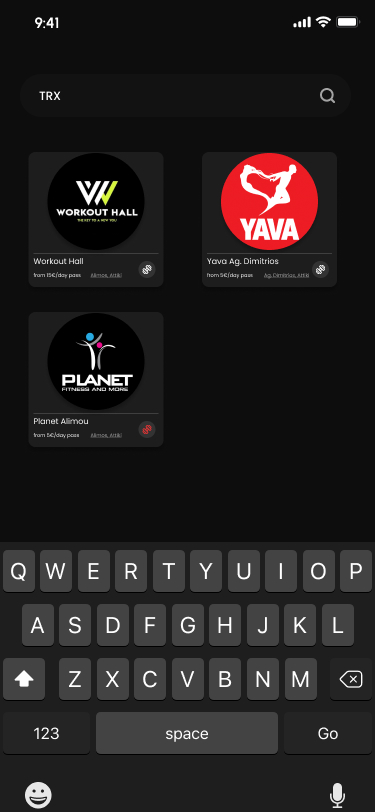 9:41
TRX
WORKOUT HALL
THE KEY TO A NEW YOU
YAVA
Workout Hall
from 15€/day pass Alimos, Attiki
Yava Ag. Dimitrios
from 5€/day pass Ag. Dimitrios, Attiki
PLANET
FITNESS AND MORE
Planet Alimou
from 5€/day pass Alimos, Attiki
Q W E R T Y U I O P
A S D F G H J K L
Z X C V B N M
123 space Go